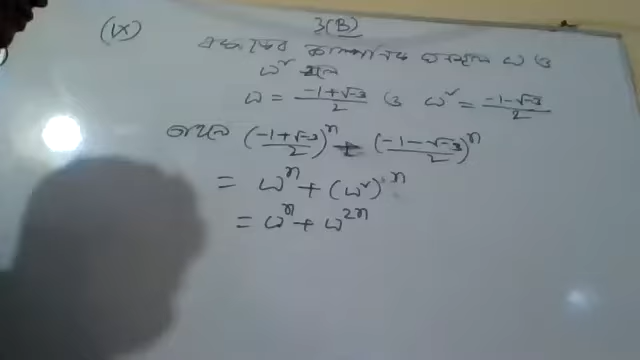 3(B)
(ix) এককের কাল্পনিক ঘনমূল ω ও
ω² হলে
ω = (-1+√-3)/2 ও ω² = (-1-√-3)/2
তাহলে ((-1+√-3)/2)ⁿ + ((-1-√-3)/2)ⁿ
= ωⁿ + (ω²)ⁿ
= ωⁿ + ω²ⁿ